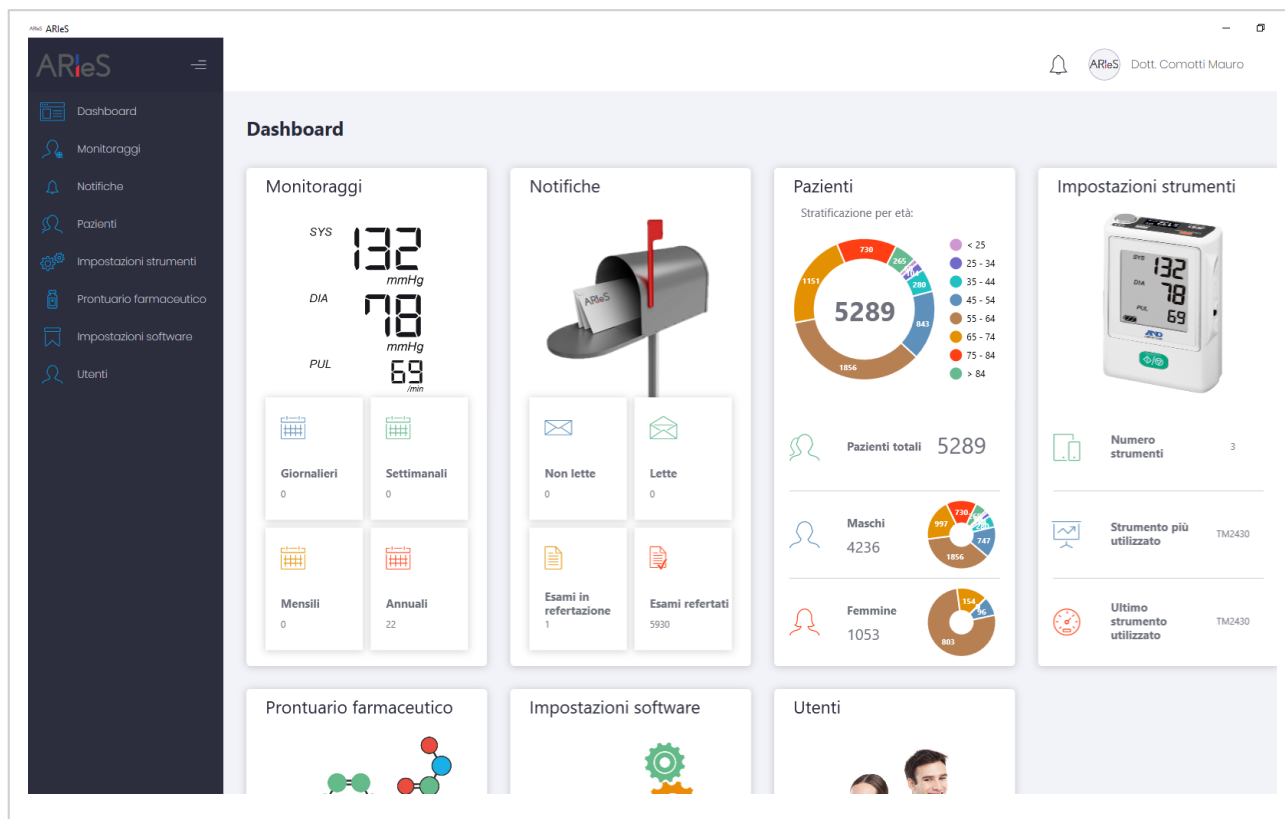 ARIeS ARIeS
ARIeS
ARIeS Dott. Comotti Mauro
Dashboard
Monitoraggi
Notifiche
Pazienti
Impostazioni strumenti
Prontuario farmaceutico
Impostazioni software
Utenti
Dashboard
Monitoraggi
SYS 132
mmHg
DIA 78
mmHg
PUL 69
/min
Giornalieri
0
Settimanali
0
Mensili
0
Annuali
22
Notifiche
ARIeS
Non lette
0
Lette
0
Esami in
refertazione
1
Esami refertati
5930
Pazienti
Stratificazione per età:
730
265
1151
280
5289
843
1856
< 25
25 - 34
35 - 44
45 - 54
55 - 64
65 - 74
75 - 84
> 84
Pazienti totali 5289
Maschi
4236
730
997
747
1856
Femmine
1053
154
96
803
Impostazioni strumenti
SYS 132
DIA 78
PUL 69
AND
Numero
strumenti
3
Strumento più
utilizzato
TM2430
Ultimo
strumento
utilizzato
TM2430
Prontuario farmaceutico
Impostazioni software
Utenti